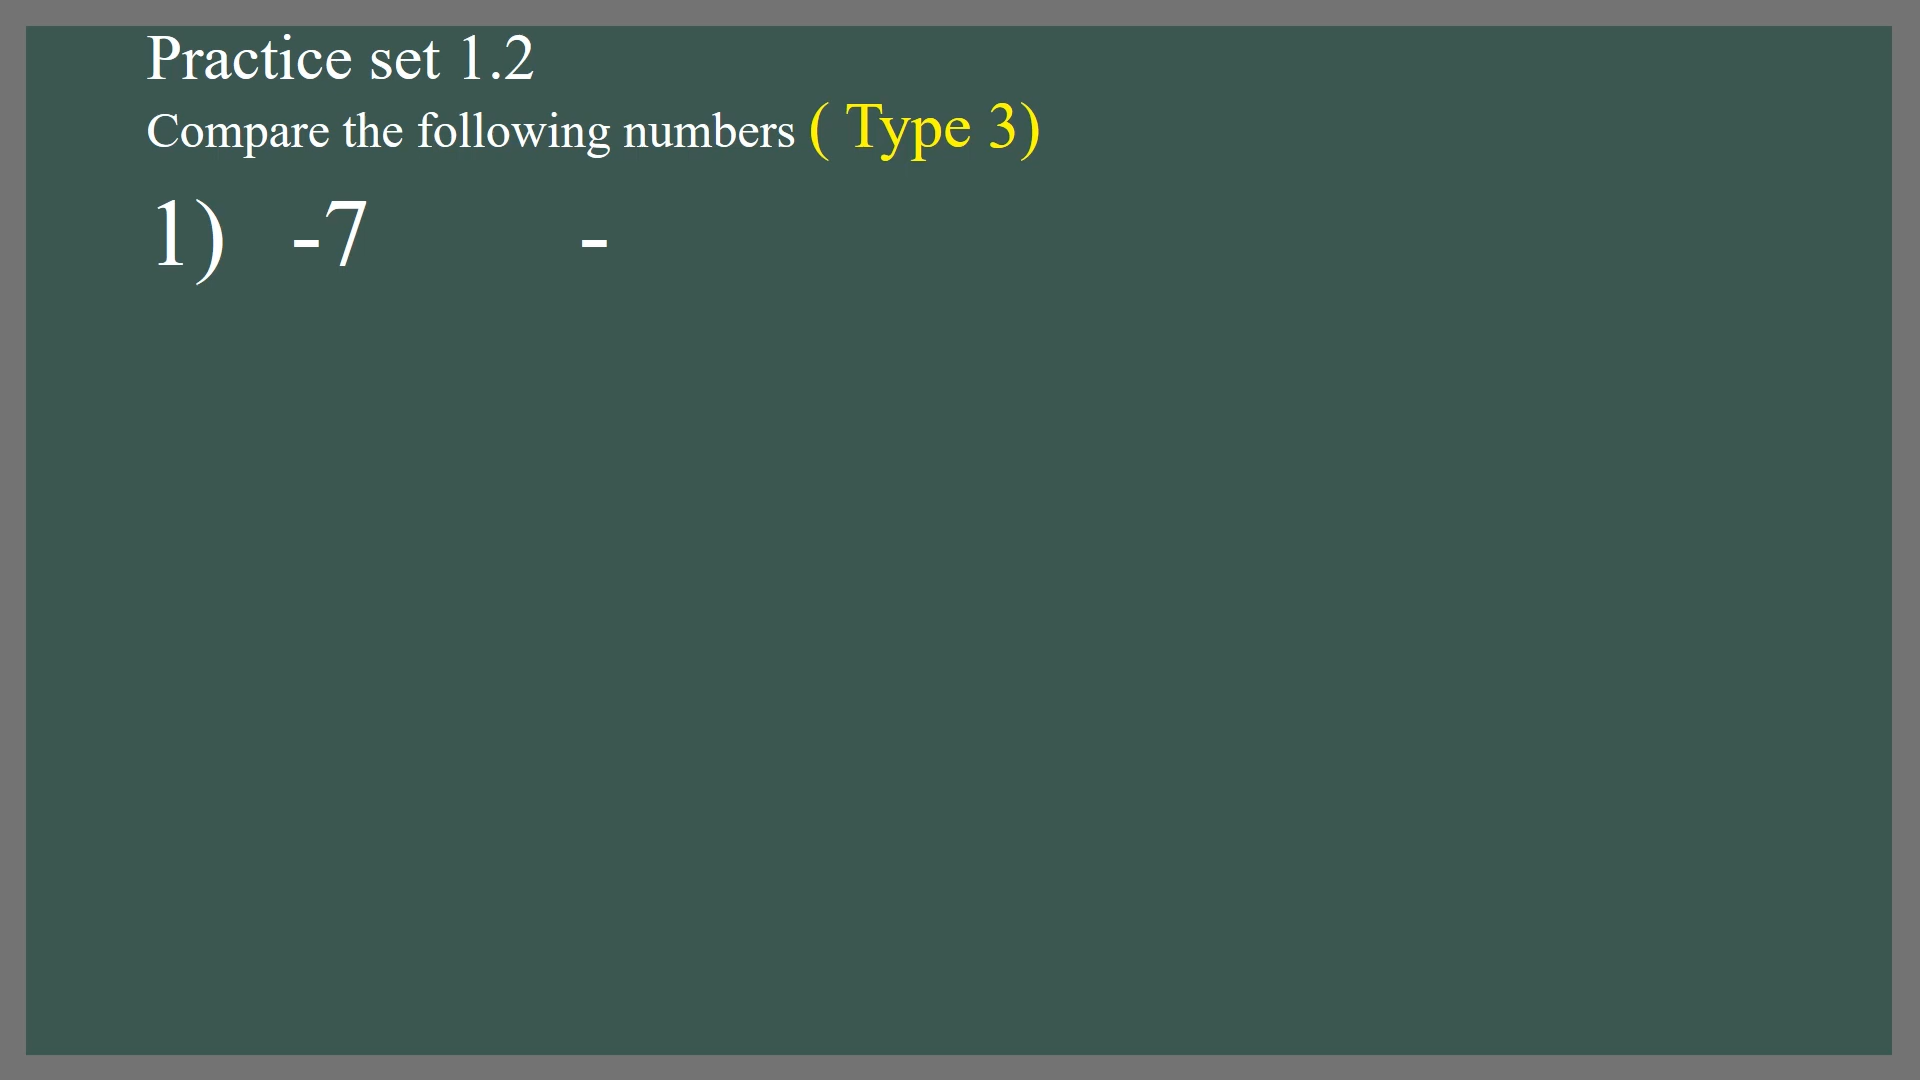 Practice set 1.2
Compare the following numbers ( Type 3)
1) -7 -